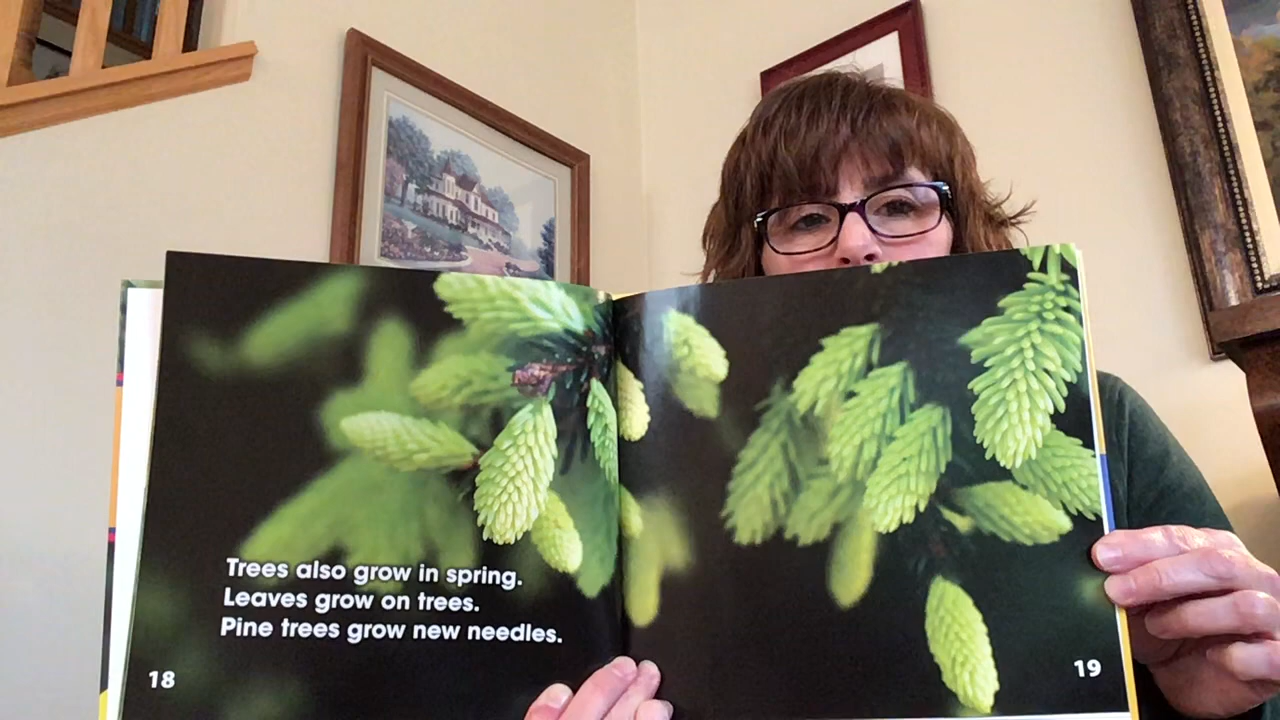 Trees also grow in spring.
Leaves grow on trees.
Pine trees grow new needles.
18
19